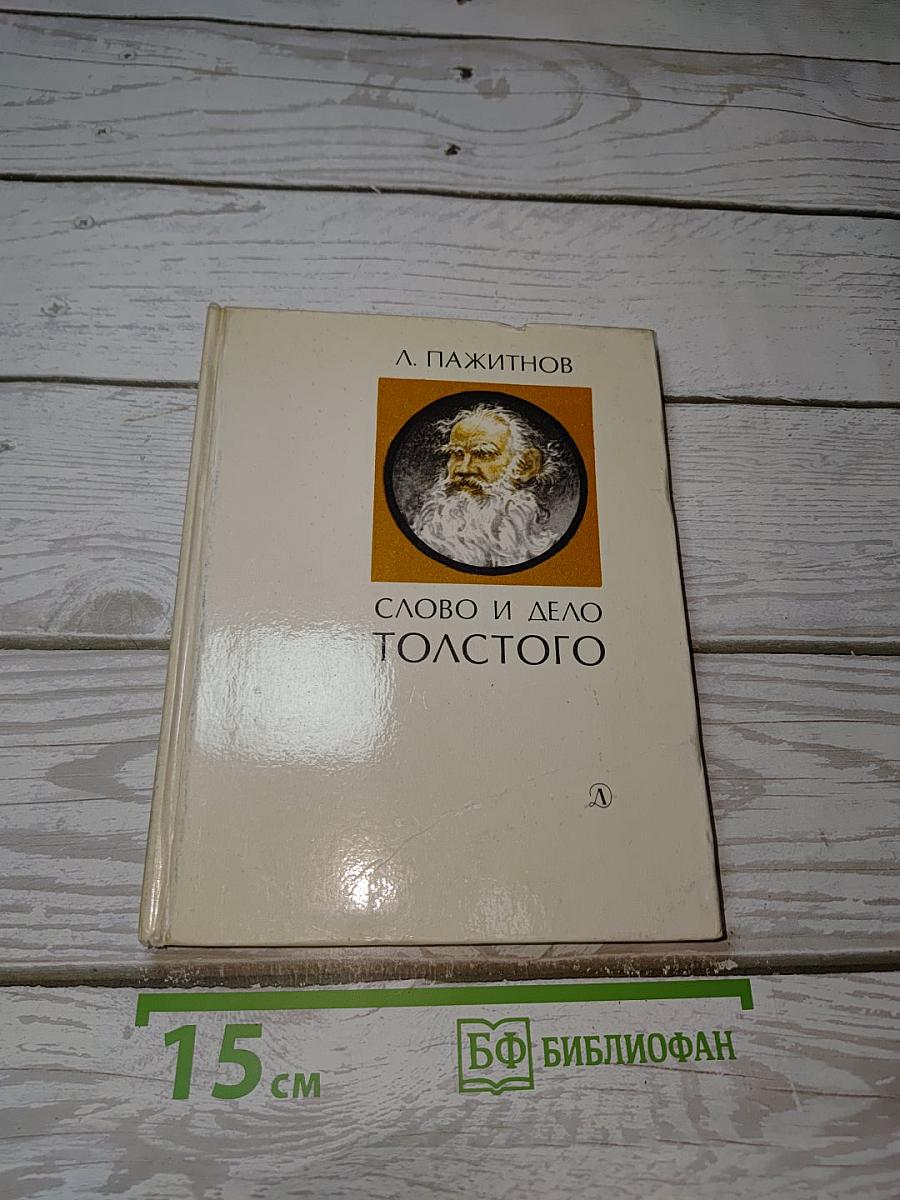 Л. ПАЖИТНОВ
СЛОВО И ДЕЛО
ТОЛСТОГО
Д
15 см
БФ БИБЛИОФАН